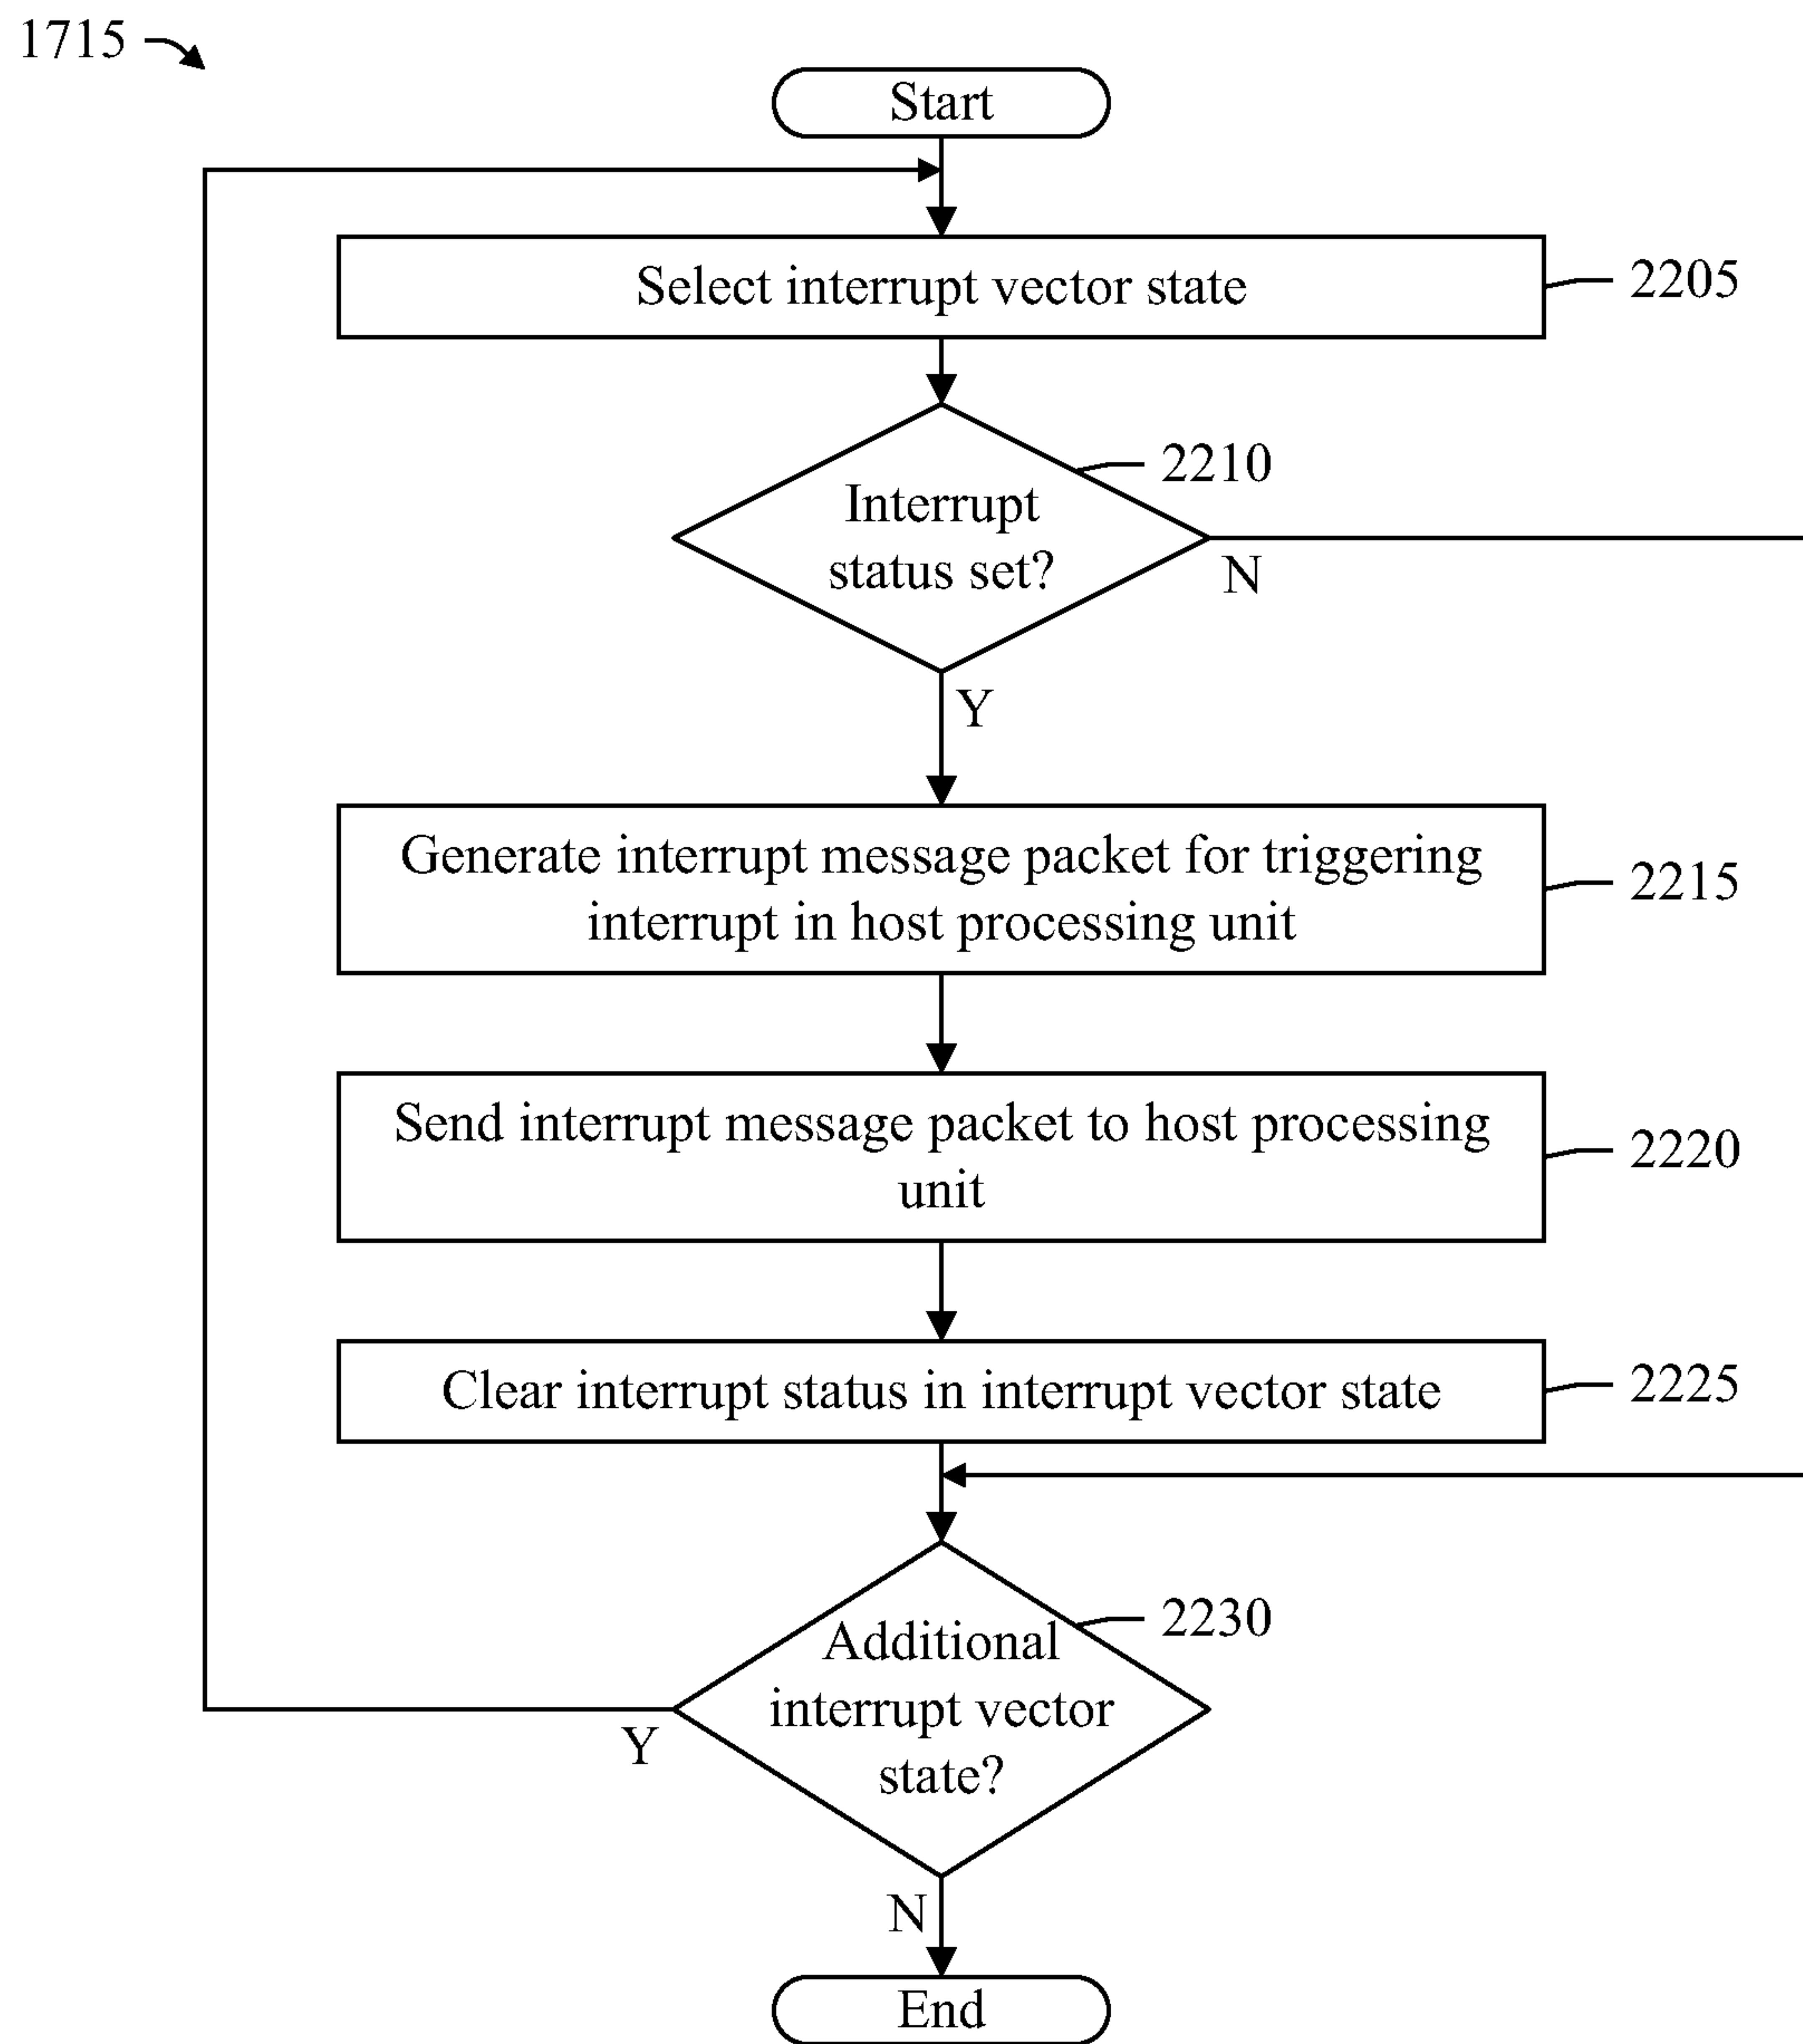 1715
Start
Select interrupt vector state
2205
2210
Interrupt
status set?
N
Y
Generate interrupt message packet for triggering
interrupt in host processing unit
2215
Send interrupt message packet to host processing
unit
2220
Clear interrupt status in interrupt vector state
2225
2230
Additional
interrupt vector
state?
Y
N
End